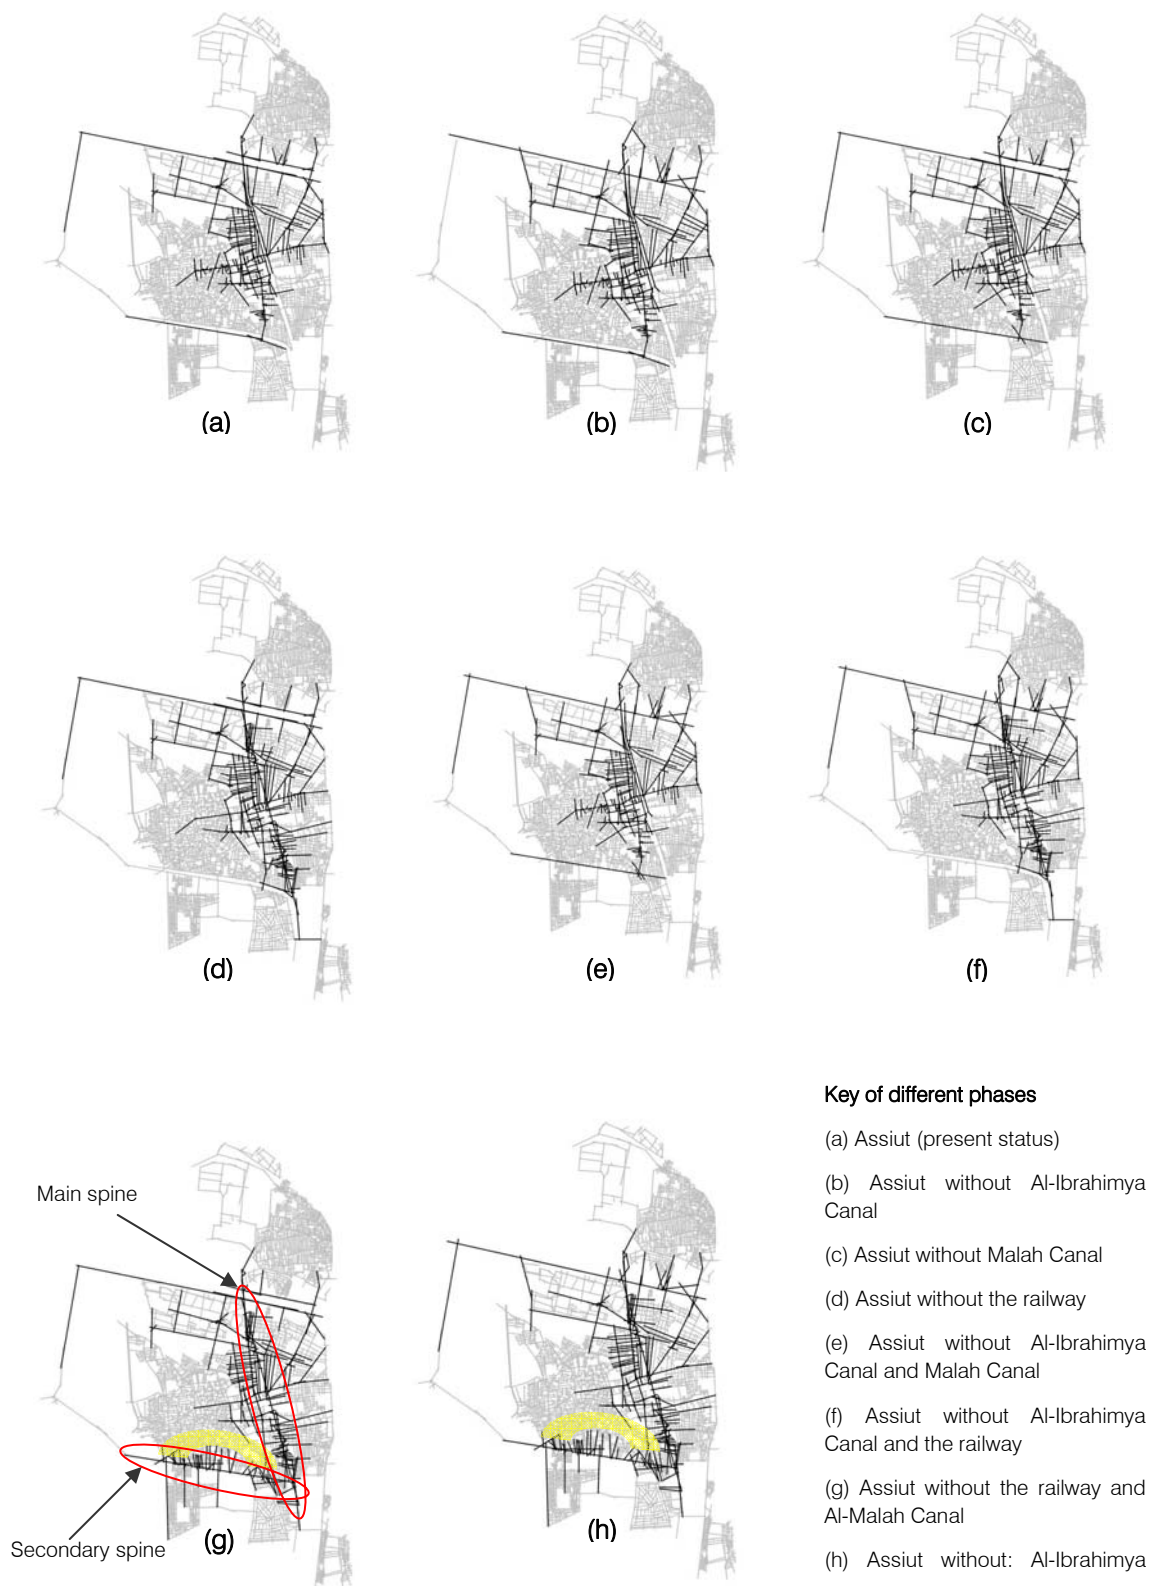 (a)
(b)
(c)
(d)
(e)
(f)
Main spine
Secondary spine
(g)
(h)
Key of different phases
(a) Assiut (present status)
(b) Assiut without Al-Ibrahimya
Canal
(c) Assiut without Malah Canal
(d) Assiut without the railway
(e) Assiut without Al-Ibrahimya
Canal and Malah Canal
(f) Assiut without Al-Ibrahimya
Canal and the railway
(g) Assiut without the railway and
Al-Malah Canal
(h) Assiut without: Al-Ibrahimya